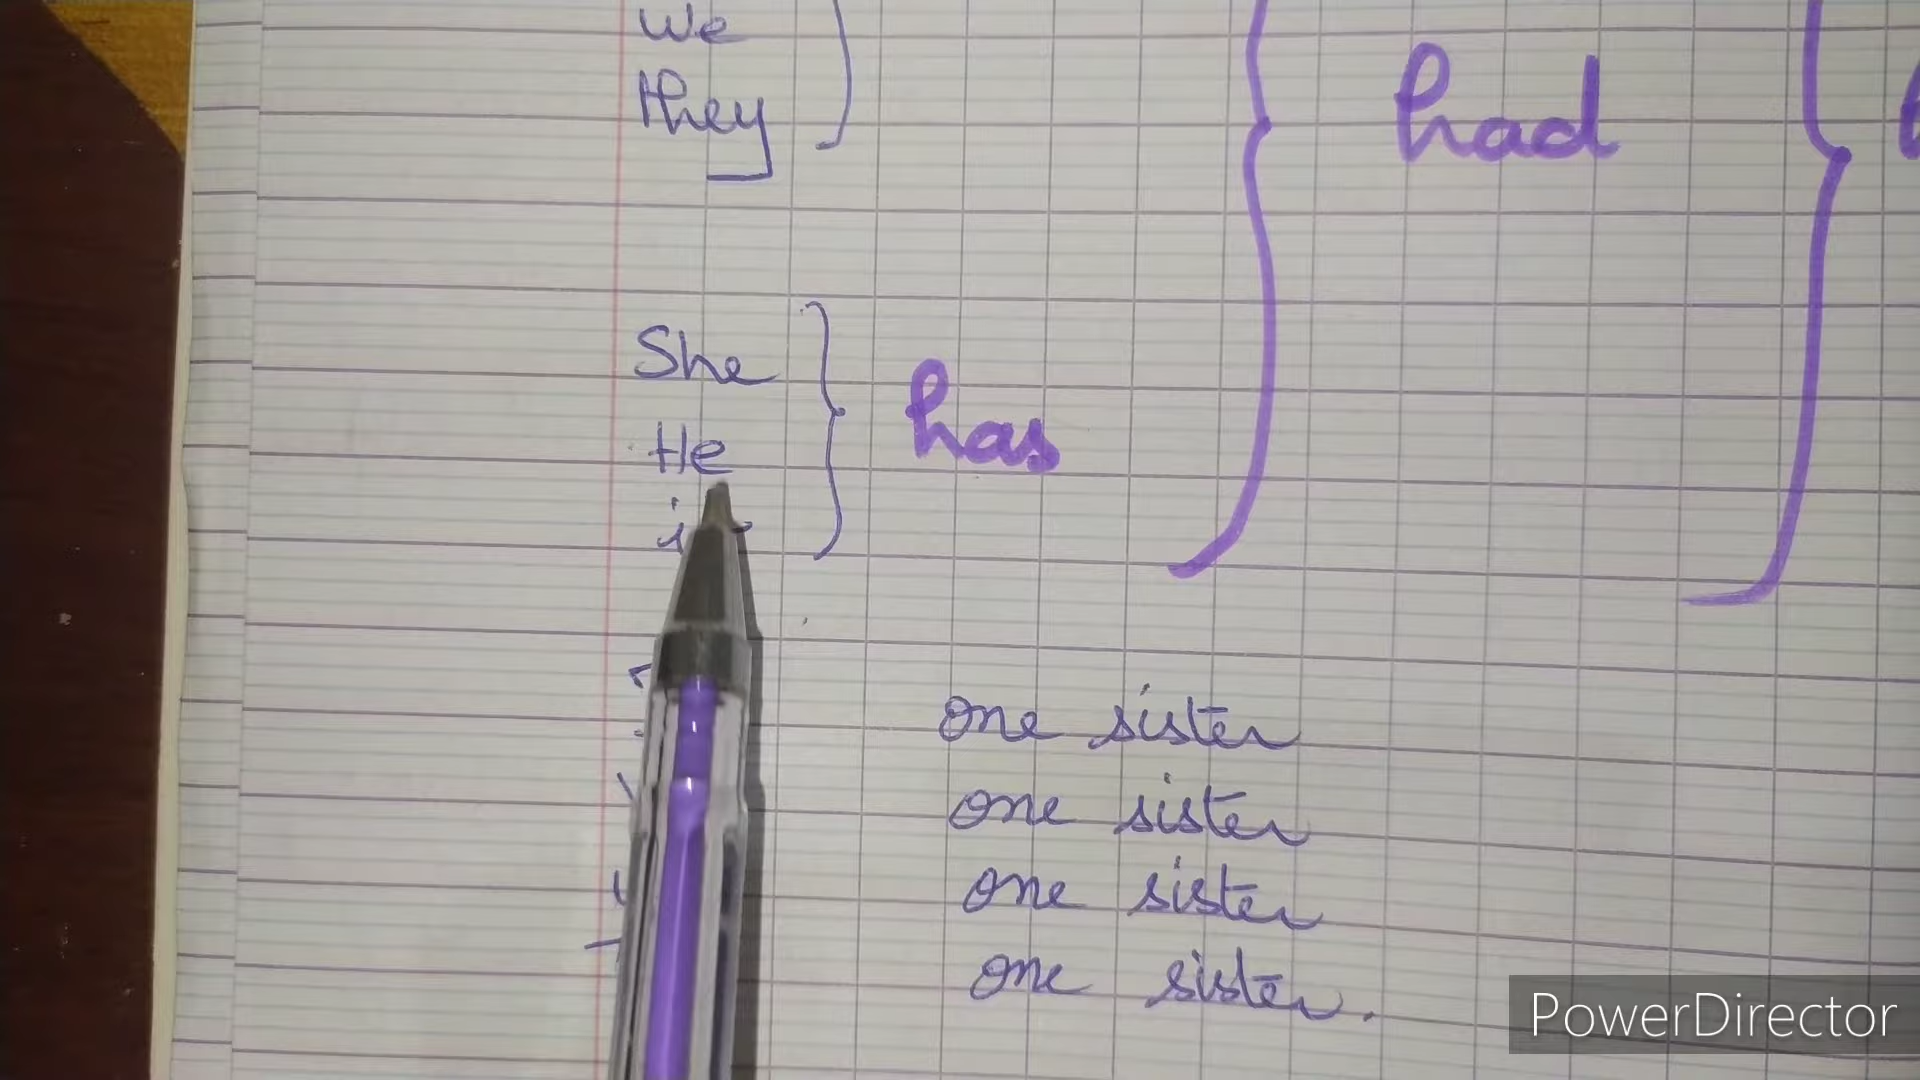 We
they
had
She
He
has
one sister
one sister
one sister
one sister.
PowerDirector